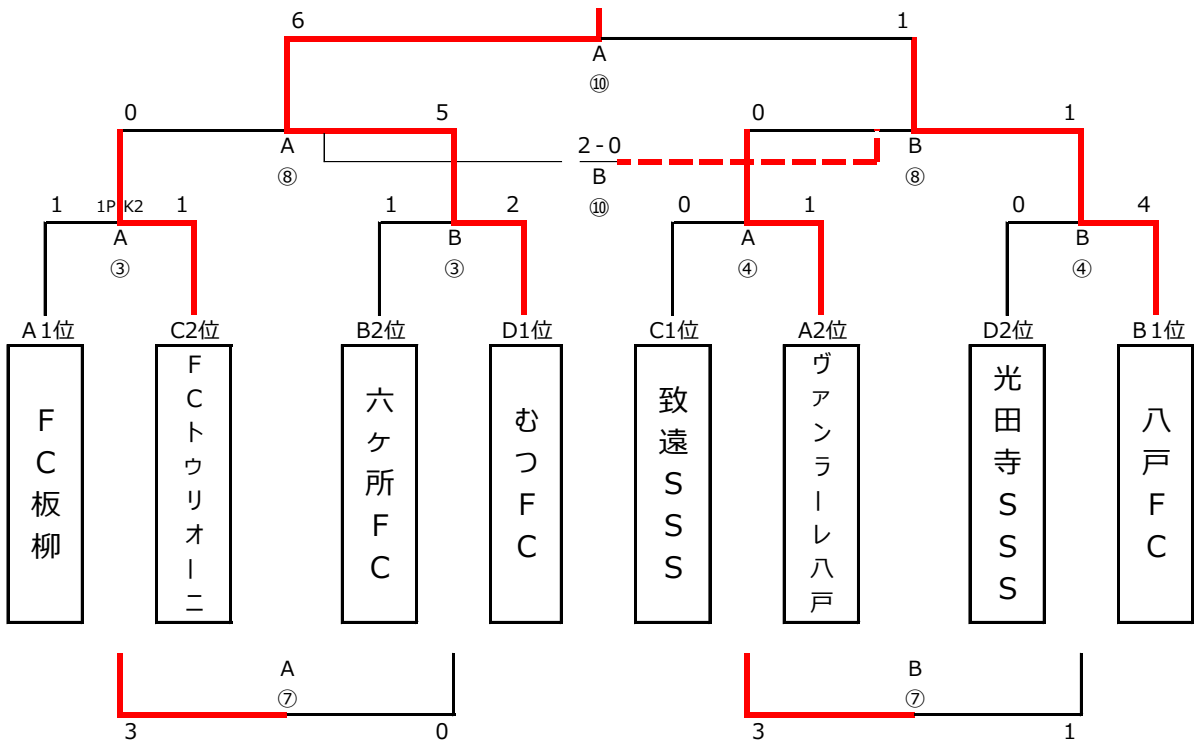 6 1
A
⑩
0 5 0 1
A 2-0 B
⑧ B ⑧
⑩
1 1P K2 1 1 2 0 1 0 4
A B A B
③ ③ ④ ④
A1位 C2位 B2位 D1位 C1位 A2位 D2位 B1位
FC板柳
FCトゥリオーニ
六ケ所FC
むつFC
致遠SSS
ヴァンラーレ八戸
光田寺SSS
八戸FC
A B
⑦ ⑦
3 0 3 1